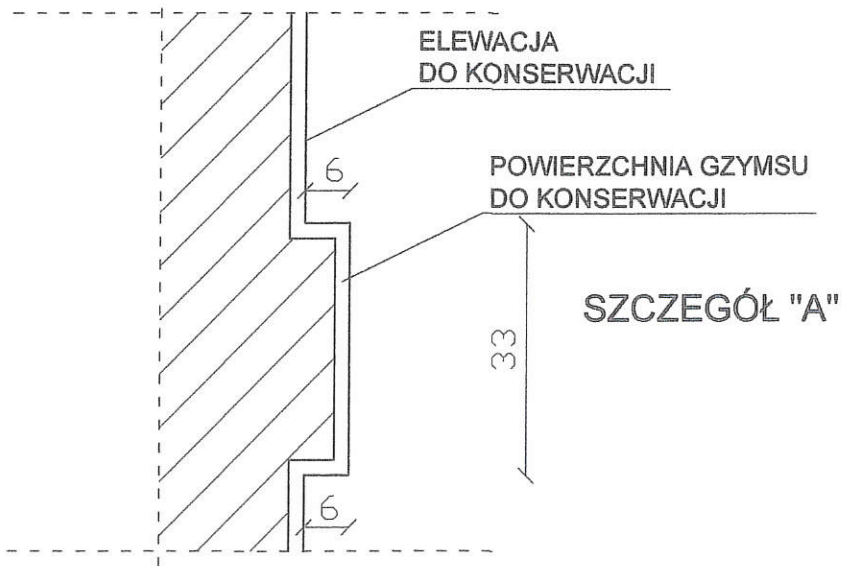 ELEWACJA
DO KONSERWACJI
6
POWIERZCHNIA GZYMSU
DO KONSERWACJI
SZCZEGÓŁ "A"
33
6